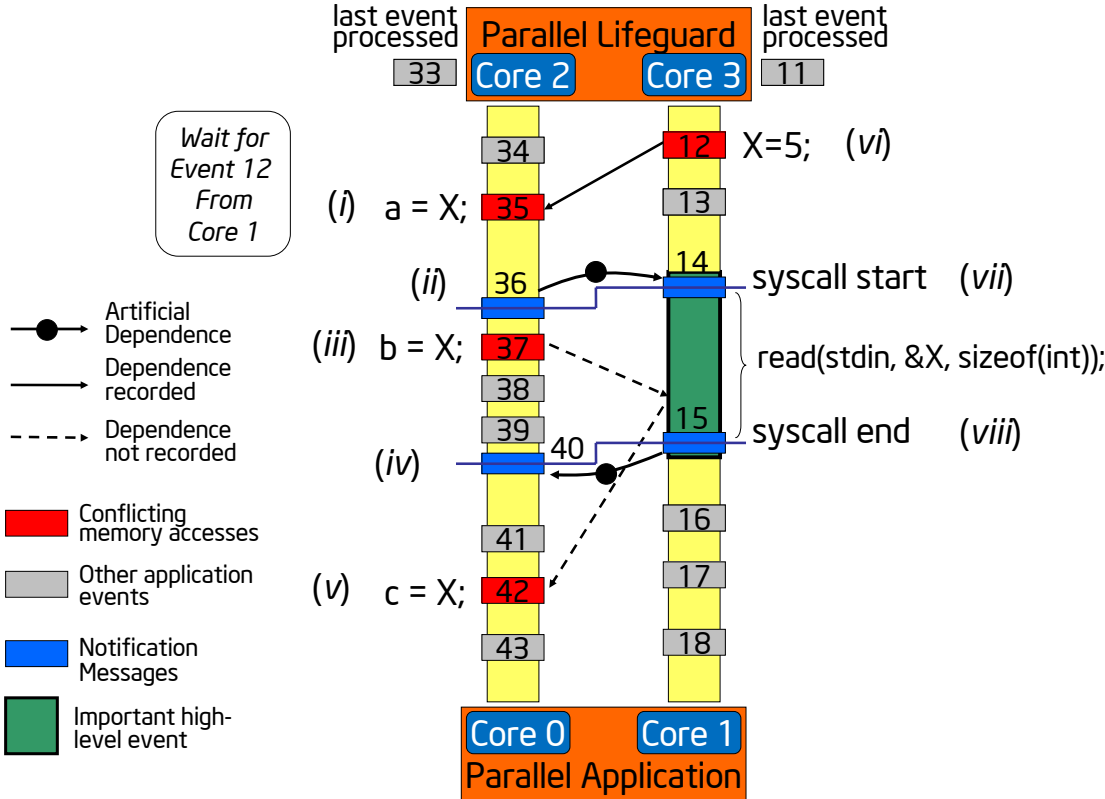 last event
processed
33
Parallel Lifeguard
Core 2
Core 3
last event
processed
11
Wait for
Event 12
From
Core 1
34
12
X=5;
(vi)
(i)
a = X;
35
13
(ii)
36
14
syscall start
(vii)
(iii)
b = X;
37
read(stdin, &X, sizeof(int));
38
39
15
syscall end
(viii)
(iv)
40
41
16
(v)
c = X;
42
17
43
18
Artificial
Dependence
Dependence
recorded
Dependence
not recorded
Conflicting
memory accesses
Other application
events
Notification
Messages
Important high-
level event
Core 0
Core 1
Parallel Application